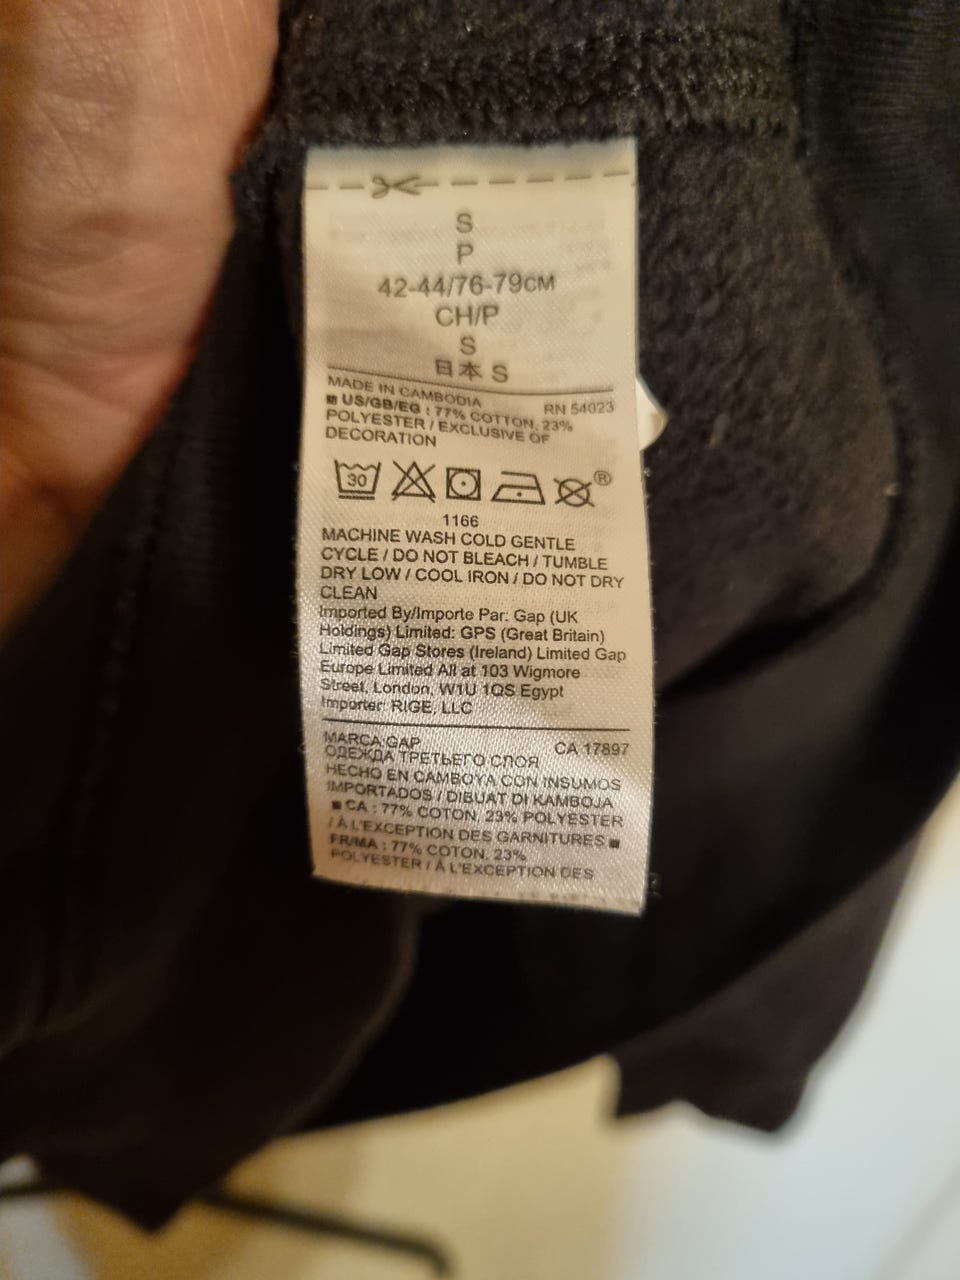 S
P
42-44/76-79СМ
CH/P
S
日本 S
MADE IN CAMBODIA
RN 54023
■ US/GB/EG : 77% COTTON, 23%
POLYESTER / EXCLUSIVE OF
DECORATION
30
®
1166
MACHINE WASH COLD GENTLE
CYCLE / DO NOT BLEACH / TUMBLE
DRY LOW / COOL IRON / DO NOT DRY
CLEAN
Imported By/Importe Par: Gap (UK
Holdings) Limited: GPS (Great Britain)
Limited Gap Stores (Ireland) Limited Gap
Europe Limited All at 103 Wigmore
Street, London, W1U 1QS Egypt
Importer: RIGE, LLC
MARCA GAP
CA 17897
ОДЕЖДА ТРЕТЬЕГО СЛОЯ
HECHO EN CAMBOYA CON INSUMOS
IMPORTADOS / DIBUAT DI KAMBOJA
■ CA : 77% COTON, 23% POLYESTER
/ À L'EXCEPTION DES GARNITURES ■
FR/MA : 77% COTON, 23%
POLYESTER / À L'EXCEPTION DES